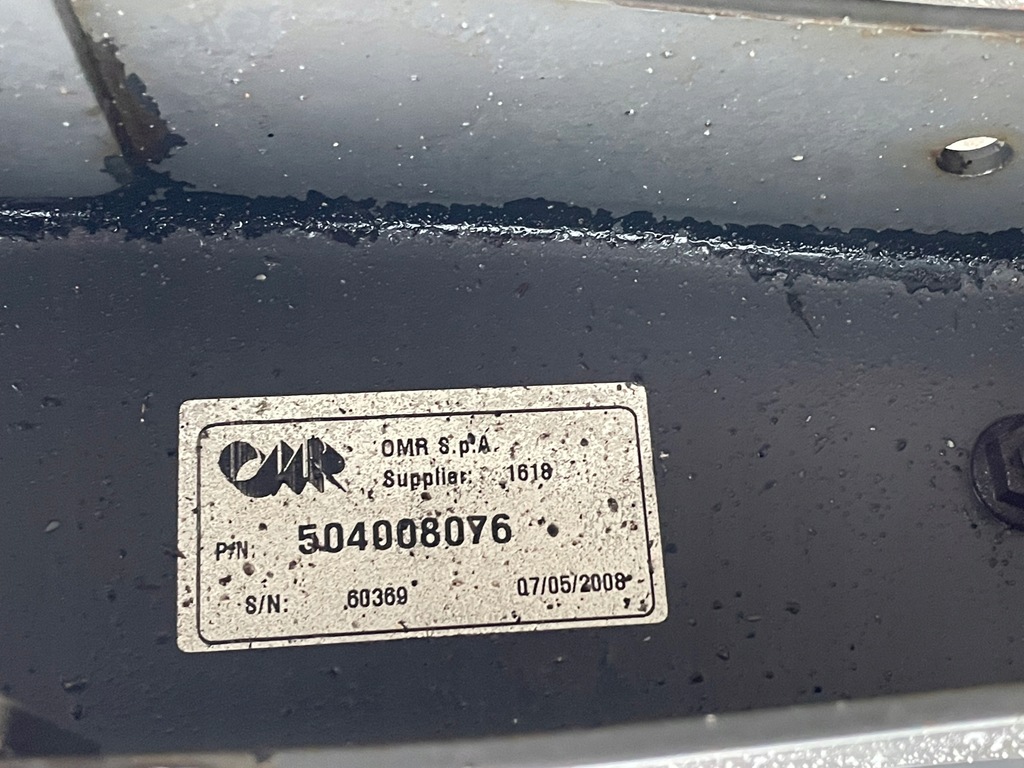 OMR
OMR S.p.A.
Supplier: 1618
P/N: 504008076
S/N: 60369 07/05/2008